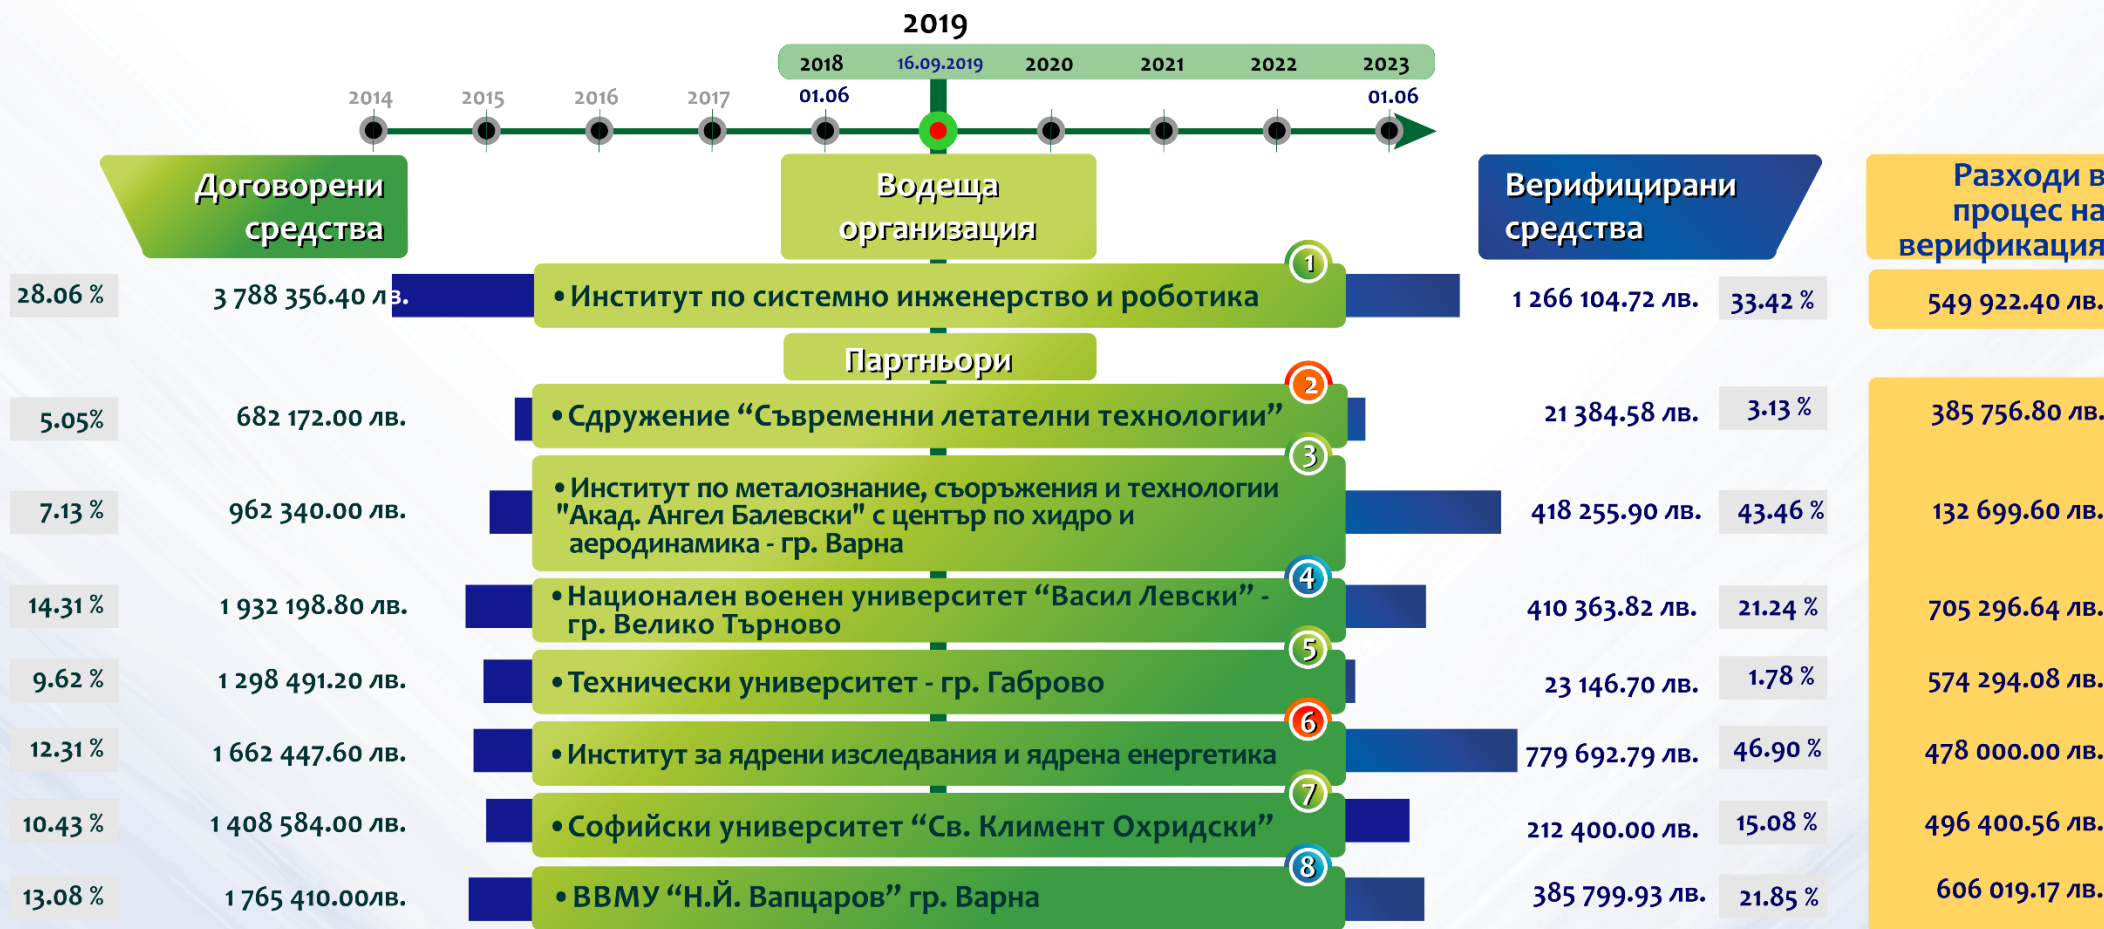 2019
2018 16.09.2019 2020 2021 2022 2023
2014 2015 2016 2017 01.06 01.06
Договорени
средства
Водеща
организация
Верифицирани
средства
Разходи в
процес на
верификация
1
28.06 % 3 788 356.40 лв. •Институт по системно инженерство и роботика 1 266 104.72 лв. 33.42 % 549 922.40 лв.
Партньори
2
5.05% 682 172.00 лв. •Сдружение “Съвременни летателни технологии” 21 384.58 лв. 3.13 % 385 756.80 лв.
3
7.13 % 962 340.00 лв. •Институт по металознание, съоръжения и технологии
"Акад. Ангел Балевски" с център по хидро и
аеродинамика - гр. Варна
418 255.90 лв. 43.46 % 132 699.60 лв.
4
14.31 % 1 932 198.80 лв. •Национален военен университет “Васил Левски” -
гр. Велико Търново
410 363.82 лв. 21.24 % 705 296.64 лв.
5
9.62 % 1 298 491.20 лв. •Технически университет - гр. Габрово 23 146.70 лв. 1.78 % 574 294.08 лв.
6
12.31 % 1 662 447.60 лв. •Институт за ядрени изследвания и ядрена енергетика 779 692.79 лв. 46.90 % 478 000.00 лв.
7
10.43 % 1 408 584.00 лв. •Софийски университет “Св. Климент Охридски” 212 400.00 лв. 15.08 % 496 400.56 лв.
8
13.08 % 1 765 410.00лв. •ВВМУ “Н.Й. Вапцаров” гр. Варна 385 799.93 лв. 21.85 % 606 019.17 лв.